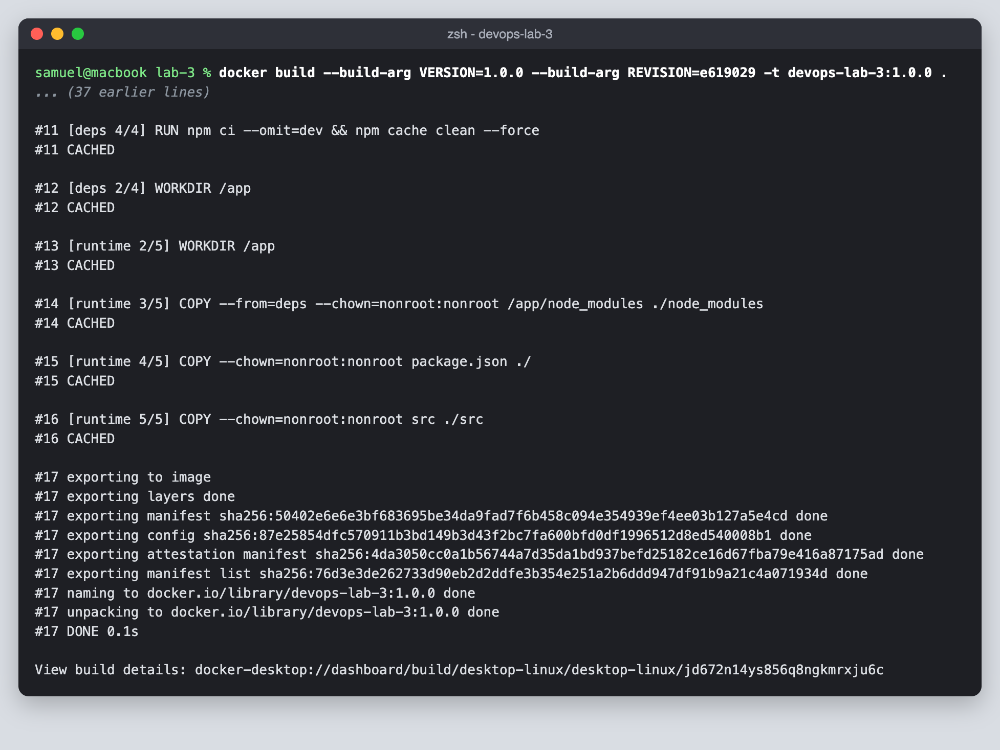 zsh - devops-lab-3
samuel@macbook lab-3 % docker build --build-arg VERSION=1.0.0 --build-arg REVISION=e619029 -t devops-lab-3:1.0.0 .
... (37 earlier lines)
#11 [deps 4/4] RUN npm ci --omit=dev && npm cache clean --force
#11 CACHED
#12 [deps 2/4] WORKDIR /app
#12 CACHED
#13 [runtime 2/5] WORKDIR /app
#13 CACHED
#14 [runtime 3/5] COPY --from=deps --chown=nonroot:nonroot /app/node_modules ./node_modules
#14 CACHED
#15 [runtime 4/5] COPY --chown=nonroot:nonroot package.json ./
#15 CACHED
#16 [runtime 5/5] COPY --chown=nonroot:nonroot src ./src
#16 CACHED
#17 exporting to image
#17 exporting layers done
#17 exporting manifest sha256:50402e6e6e3bf683695be34da9fad7f6b458c094e354939ef4ee03b127a5e4cd done
#17 exporting config sha256:87e25854dfc570911b3bd149b3d43f2bc7fa600bfd0df1996512d8ed540008b1 done
#17 exporting attestation manifest sha256:4da3050cc0a1b56744a7d35da1bd937befd25182ce16d67fba79e416a87175ad done
#17 exporting manifest list sha256:76d3e3de262733d90eb2d2ddfe3b354e251a2b6ddd947df91b9a21c4a071934d done
#17 naming to docker.io/library/devops-lab-3:1.0.0 done
#17 unpacking to docker.io/library/devops-lab-3:1.0.0 done
#17 DONE 0.1s
View build details: docker-desktop://dashboard/build/desktop-linux/desktop-linux/jd672n14ys856q8ngkmrxju6c